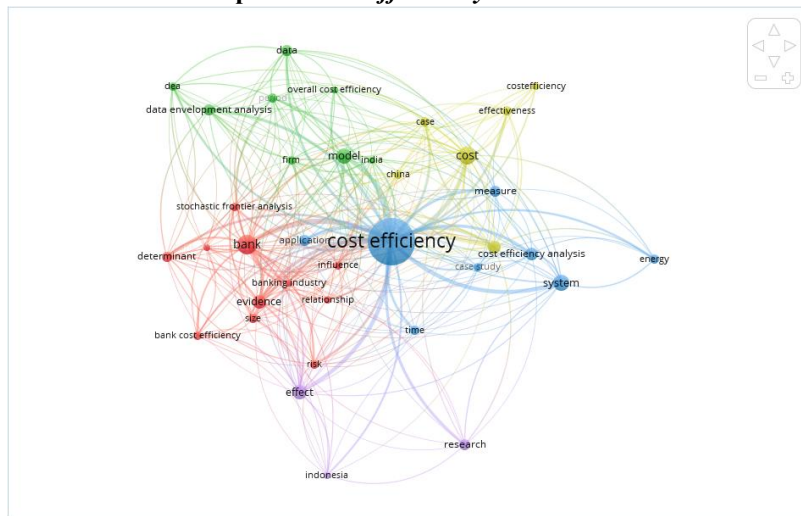 data
costefficiency
dea
overall cost efficiency
period
data envelopment analysis
effectiveness
case
firm
model
india
cost
china
measure
stochastic frontier analysis
bank
application
cost efficiency
determinant
cost efficiency analysis
energy
influence
case study
banking industry
system
evidence
relationship
size
bank cost efficiency
time
risk
effect
research
indonesia